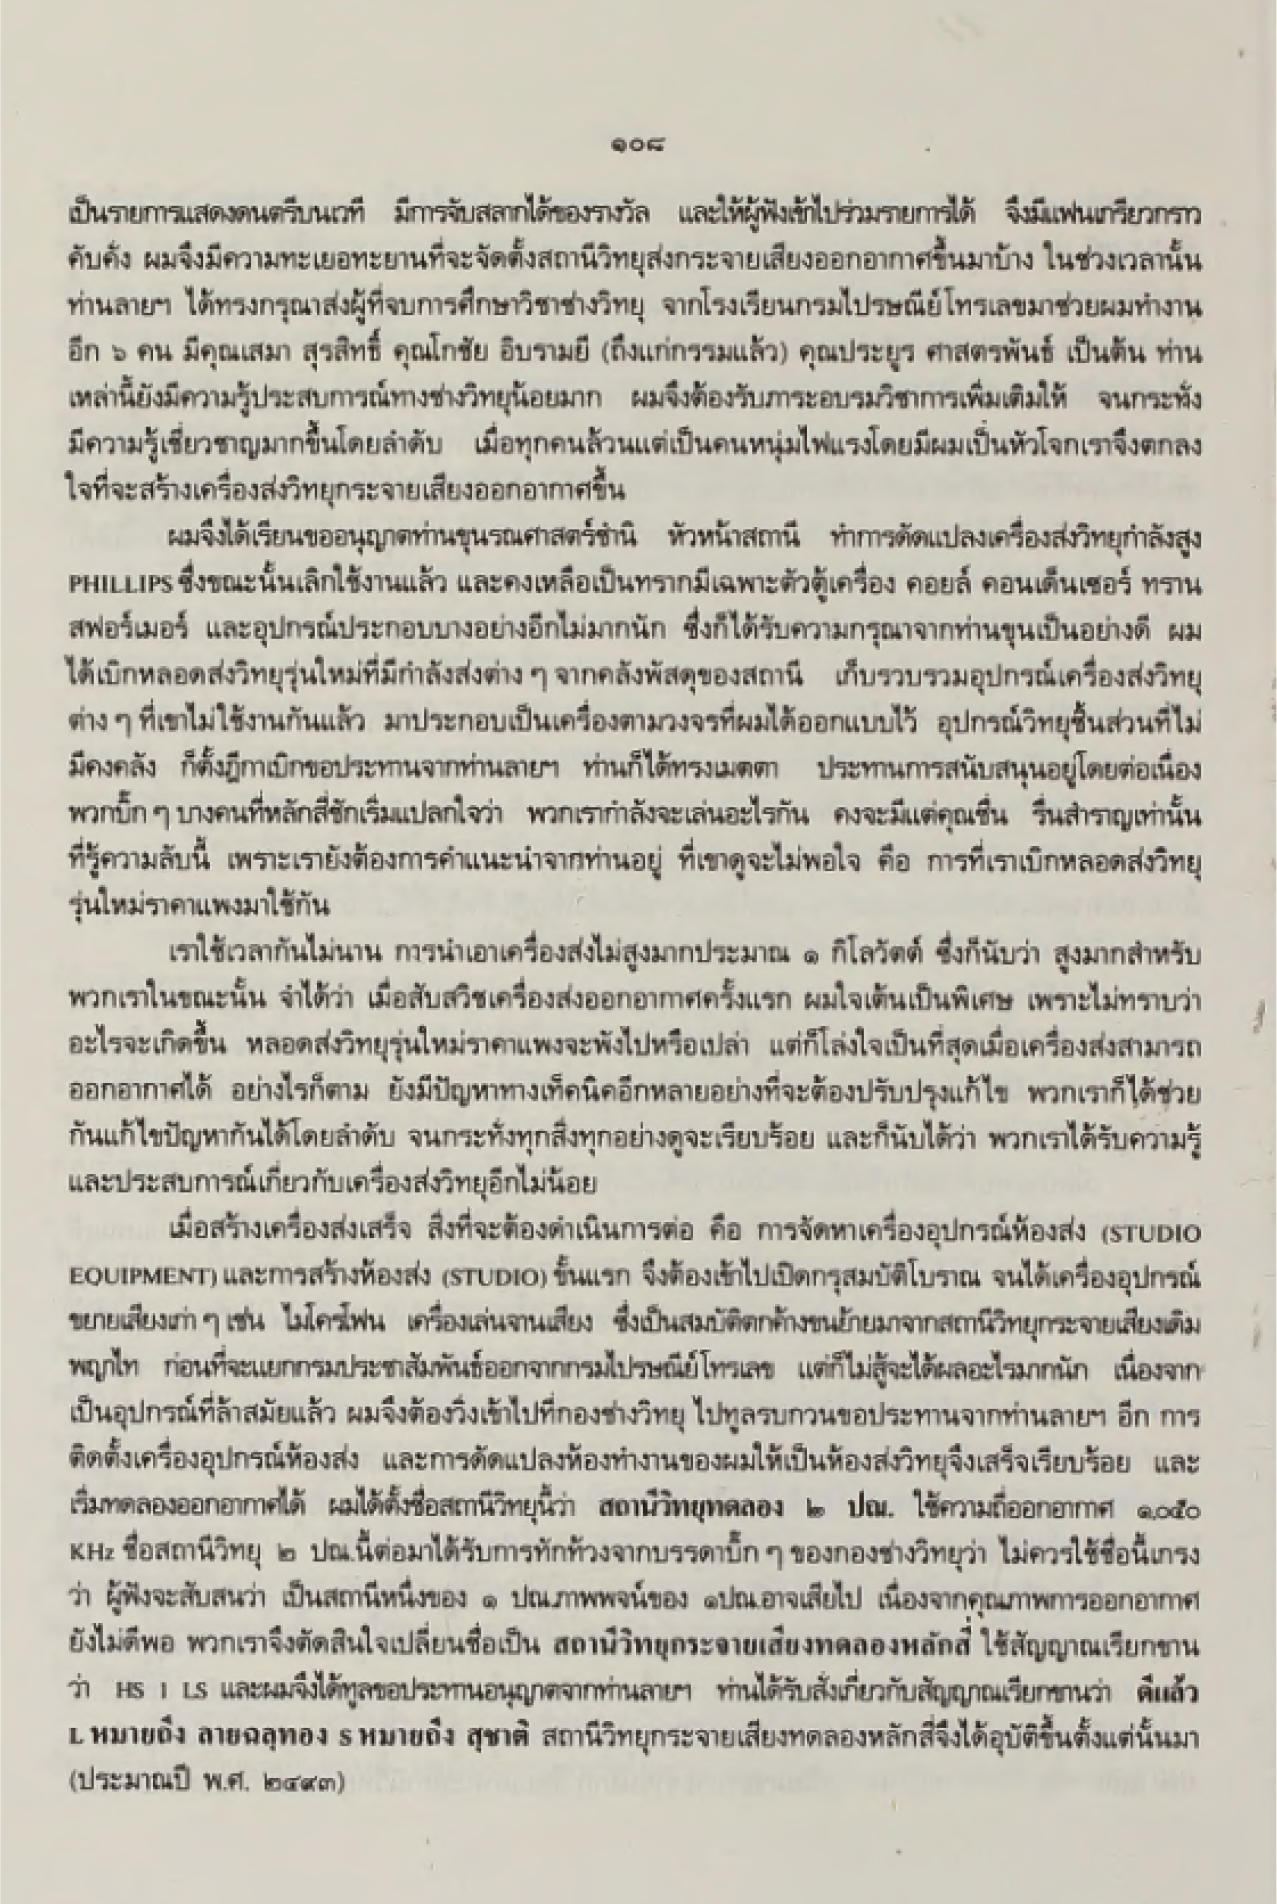 ๑๐๘
เป็นรายการแสดงดนตรีบนเวที มีการจับสลากได้ของรางวัล และให้ผู้ฟังเข้าไปร่วมรายการได้ จึงมีแฟนเกรียวกราว
คับคั่ง ผมจึงมีความทะเยอทะยานที่จะจัดตั้งสถานีวิทยุส่งกระจายเสียงออกอากาศขึ้นมาบ้าง ในช่วงเวลานั้น
ท่านลายฯ ได้ทรงกรุณาส่งผู้ที่จบการศึกษาวิชาช่างวิทยุ จากโรงเรียนกรมไปรษณีย์โทรเลขมาช่วยผมทำงาน
อีก ๖ คน มีคุณเสมา สุรสิทธิ์ คุณโกชัย อิบรามยี (ถึงแก่กรรมแล้ว) คุณประยูร ศาสตรพันธ์ เป็นต้น ท่าน
เหล่านี้ยังมีความรู้ประสบการณ์ทางช่างวิทยุน้อยมาก ผมจึงต้องรับภาระอบรมวิชาการเพิ่มเติมให้ จนกระทั่ง
มีความรู้เชี่ยวชาญมากขึ้นโดยลำดับ เมื่อทุกคนล้วนแต่เป็นคนหนุ่มไฟแรงโดยมีผมเป็นหัวโจกเราจึงตกลง
ใจที่จะสร้างเครื่องส่งวิทยุกระจายเสียงออกอากาศขึ้น
ผมจึงได้เรียนขออนุญาตท่านขุนรณศาสตร์ชำนิ หัวหน้าสถานี ทำการดัดแปลงเครื่องส่งวิทยุกำลังสูง
PHILLIPS ซึ่งขณะนั้นเลิกใช้งานแล้ว และคงเหลือเป็นทรากมีเฉพาะตัวตู้เครื่อง คอยล์ คอนเด็นเซอร์ ทราน
สฟอร์เมอร์ และอุปกรณ์ประกอบบางอย่างอีกไม่มากนัก ซึ่งก็ได้รับความกรุณาจากท่านขุนเป็นอย่างดี ผม
ได้เบิกหลอดส่งวิทยุรุ่นใหม่ที่มีกำลังส่งต่าง ๆ จากคลังพัสดุของสถานี เก็บรวบรวมอุปกรณ์เครื่องส่งวิทยุ
ต่าง ๆ ที่เขาไม่ใช้งานกันแล้ว มาประกอบเป็นเครื่องตามวงจรที่ผมได้ออกแบบไว้ อุปกรณ์วิทยุชิ้นส่วนที่ไม่
มีคงคลัง ก็ตั้งฎีกาเบิกขอประทานจากท่านลายฯ ท่านก็ได้ทรงเมตตา ประทานการสนับสนุนอยู่โดยต่อเนื่อง
พวกบิ๊ก ๆ บางคนที่หลักสี่ชักเริ่มแปลกใจว่า พวกเรากำลังจะเล่นอะไรกัน คงจะมีแต่คุณชื่น รื่นสำราญเท่านั้น
ที่รู้ความลับนี้ เพราะเรายังต้องการคำแนะนำจากท่านอยู่ ที่เขาดูจะไม่พอใจ คือ การที่เราเบิกหลอดส่งวิทยุ
รุ่นใหม่ราคาแพงมาใช้กัน
เราใช้เวลากันไม่นาน การนำเอาเครื่องส่งไม่สูงมากประมาณ ๑ กิโลวัตต์ ซึ่งก็นับว่า สูงมากสำหรับ
พวกเราในขณะนั้น จำได้ว่า เมื่อสับสวิชเครื่องส่งออกอากาศครั้งแรก ผมใจเต้นเป็นพิเศษ เพราะไม่ทราบว่า
อะไรจะเกิดขึ้น หลอดส่งวิทยุรุ่นใหม่ราคาแพงจะพังไปหรือเปล่า แต่ก็โล่งใจเป็นที่สุดเมื่อเครื่องส่งสามารถ
ออกอากาศได้ อย่างไรก็ตาม ยังมีปัญหาทางเท็คนิคอีกหลายอย่างที่จะต้องปรับปรุงแก้ไข พวกเราก็ได้ช่วย
กันแก้ไขปัญหากันได้โดยลำดับ จนกระทั่งทุกสิ่งทุกอย่างดูจะเรียบร้อย และก็นับได้ว่า พวกเราได้รับความรู้
และประสบการณ์เกี่ยวกับเครื่องส่งวิทยุอีกไม่น้อย
เมื่อสร้างเครื่องส่งเสร็จ สิ่งที่จะต้องดำเนินการต่อ คือ การจัดหาเครื่องอุปกรณ์ห้องส่ง (STUDIO
EQUIPMENT) และการสร้างห้องส่ง (STUDIO) ขั้นแรก จึงต้องเข้าไปเปิดกรุสมบัติโบราณ จนได้เครื่องอุปกรณ์
ขยายเสียงเก่า ๆ เช่น ไมโครโฟน เครื่องเล่นจานเสียง ซึ่งเป็นสมบัติตกค้างขนย้ายมาจากสถานีวิทยุกระจายเสียงเดิม
พญาไท ก่อนที่จะแยกกรมประชาสัมพันธ์ออกจากกรมไปรษณีย์โทรเลข แต่ก็ไม่สู้จะได้ผลอะไรมากนัก เนื่องจาก
เป็นอุปกรณ์ที่ล้าสมัยแล้ว ผมจึงต้องวิ่งเข้าไปที่กองช่างวิทยุ ไปทูลรบกวนขอประทานจากท่านลายฯ อีก การ
ติดตั้งเครื่องอุปกรณ์ห้องส่ง และการดัดแปลงห้องทำงานของผมให้เป็นห้องส่งวิทยุจึงเสร็จเรียบร้อย และ
เริ่มทดลองออกอากาศได้ ผมได้ตั้งชื่อสถานีวิทยุนี้ว่า สถานีวิทยุทดลอง ๒ ปณ. ใช้ความถี่ออกอากาศ ๑,๐๕๐
KHz ชื่อสถานีวิทยุ ๒ ปณ.นี้ต่อมาได้รับการทักท้วงจากบรรดาบิ๊ก ๆ ของกองช่างวิทยุว่า ไม่ควรใช้ชื่อนี้เกรง
ว่า ผู้ฟังจะสับสนว่า เป็นสถานีหนึ่งของ ๑ ปณ.ภาพพจน์ของ ๑ปณ.อาจเสียไป เนื่องจากคุณภาพการออกอากาศ
ยังไม่ดีพอ พวกเราจึงตัดสินใจเปลี่ยนชื่อเป็น สถานีวิทยุกระจายเสียงทดลองหลักสี่ ใช้สัญญาณเรียกขาน
ว่า HS 1 LS และผมจึงได้ทูลขอประทานอนุญาตจากท่านลายฯ ท่านได้รับสั่งเกี่ยวกับสัญญาณเรียกขานว่า ดีแล้ว
L หมายถึง ลายฉลุทอง S หมายถึง สุชาติ สถานีวิทยุกระจายเสียงทดลองหลักสี่จึงได้อุบัติขึ้นตั้งแต่นั้นมา
(ประมาณปี พ.ศ. ๒๔๙๓)